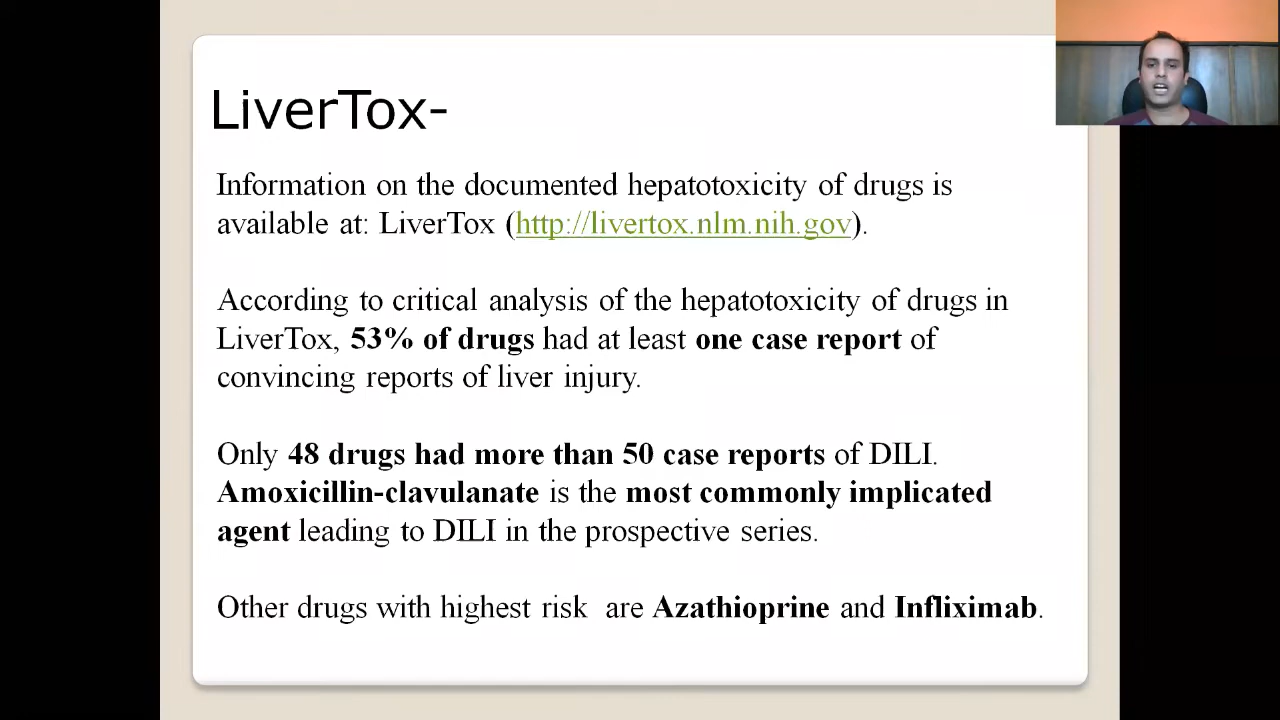 LiverTox-
Information on the documented hepatotoxicity of drugs is
available at: LiverTox (http://livertox.nlm.nih.gov).
According to critical analysis of the hepatotoxicity of drugs in
LiverTox, 53% of drugs had at least one case report of
convincing reports of liver injury.
Only 48 drugs had more than 50 case reports of DILI.
Amoxicillin-clavulanate is the most commonly implicated
agent leading to DILI in the prospective series.
Other drugs with highest risk are Azathioprine and Infliximab.